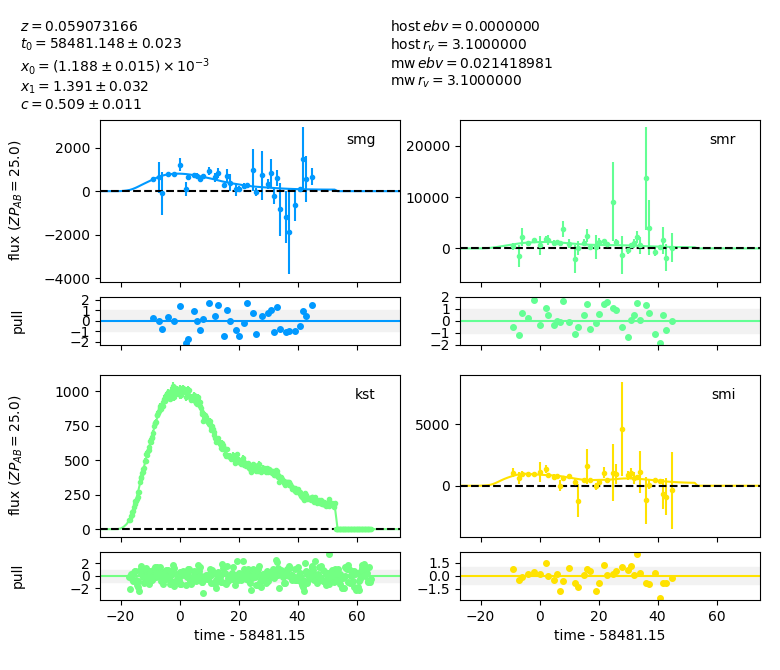 z = 0.059073166
t₀ = 58481.148 ± 0.023
x₀ = (1.188 ± 0.015) × 10⁻³
x₁ = 1.391 ± 0.032
c = 0.509 ± 0.011
host ebv = 0.0000000
host r_v = 3.1000000
mw ebv = 0.021418981
mw r_v = 3.1000000
smg
2000
0
−2000
−4000
flux (ZP_AB = 25.0)
smr
20000
10000
0
2
1
0
−1
−2
pull
2
1
0
−1
−2
kst
1000
750
500
250
0
flux (ZP_AB = 25.0)
smi
5000
0
2
0
−2
pull
−20 0 20 40 60
time - 58481.15
1.5
0.0
−1.5
−20 0 20 40 60
time - 58481.15